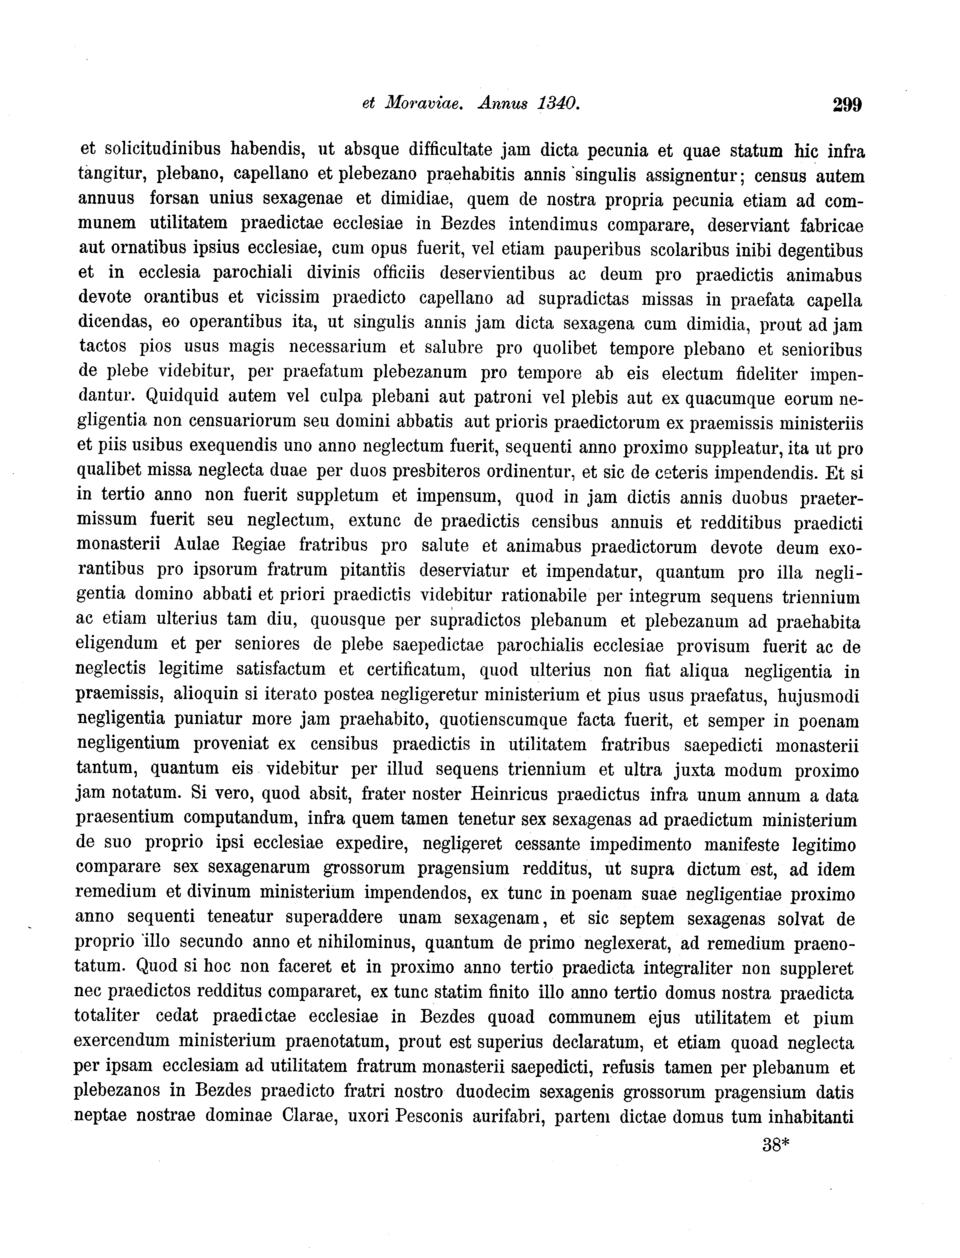 et Moraviae. Annus 1340. 299
et solicitudinibus habendis, ut absque difficultate jam dicta pecunia et quae statum hic infra
tangitur, plebano, capellano et plebezano praehabitis annis singulis assignentur; census autem
annuus forsan unius sexagenae et dimidiae, quem de nostra propria pecunia etiam ad com-
munem utilitatem praedictae ecclesiae in Bezdes intendimus comparare, deserviant fabricae
aut ornatibus ipsius ecclesiae, cum opus fuerit, vel etiam pauperibus scolaribus inibi degentibus
et in ecclesia parochiali divinis officiis deservientibus ac deum pro praedictis animabus
devote orantibus et vicissim praedicto capellano ad supradictas missas in praefata capella
dicendas, eo operantibus ita, ut singulis annis jam dicta sexagena cum dimidia, prout ad jam
tactos pios usus magis necessarium et salubre pro quolibet tempore plebano et senioribus
de plebe videbitur, per praefatum plebezanum pro tempore ab eis electum fideliter impen-
dantur. Quidquid autem vel culpa plebani aut patroni vel plebis aut ex quacumque eorum ne-
gligentia non censuariorum seu domini abbatis aut prioris praedictorum ex praemissis ministeriis
et piis usibus exequendis uno anno neglectum fuerit, sequenti anno proximo suppleatur, ita ut pro
qualibet missa neglecta duae per duos presbiteros ordinentur, et sic de ceteris impendendis. Et si
in tertio anno non fuerit suppletum et impensum, quod in jam dictis annis duobus praeter-
missum fuerit seu neglectum, extunc de praedictis censibus annuis et redditibus praedicti
monasterii Aulae Regiae fratribus pro salute et animabus praedictorum devote deum exo-
rantibus pro ipsorum fratrum pitantiis deserviatur et impendatur, quantum pro illa negli-
gentia domino abbati et priori praedictis videbitur rationabile per integrum sequens triennium
ac etiam ulterius tam diu, quousque per supradictos plebanum et plebezanum ad praehabita
eligendum et per seniores de plebe saepedictae parochialis ecclesiae provisum fuerit ac de
neglectis legitime satisfactum et certificatum, quod ulterius non fiat aliqua negligentia in
praemissis, alioquin si iterato postea negligeretur ministerium et pius usus praefatus, hujusmodi
negligentia puniatur more jam praehabito, quotienscumque facta fuerit, et semper in poenam
negligentium proveniat ex censibus praedictis in utilitatem fratribus saepedicti monasterii
tantum, quantum eis videbitur per illud sequens triennium et ultra juxta modum proximo
jam notatum. Si vero, quod absit, frater noster Heinricus praedictus infra unum annum a data
praesentium computandum, infra quem tamen tenetur sex sexagenas ad praedictum ministerium
de suo proprio ipsi ecclesiae expedire, negligeret cessante impedimento manifeste legitimo
comparare sex sexagenarum grossorum pragensium redditus, ut supra dictum est, ad idem
remedium et divinum ministerium impendendos, ex tunc in poenam suae negligentiae proximo
anno sequenti teneatur superaddere unam sexagenam, et sic septem sexagenas solvat de
proprio illo secundo anno et nihilominus, quantum de primo neglexerat, ad remedium praeno-
tatum. Quod si hoc non faceret et in proximo anno tertio praedicta integraliter non suppleret
nec praedictos redditus compararet, ex tunc statim finito illo anno tertio domus nostra praedicta
totaliter cedat praedictae ecclesiae in Bezdes quoad communem ejus utilitatem et pium
exercendum ministerium praenotatum, prout est superius declaratum, et etiam quoad neglecta
per ipsam ecclesiam ad utilitatem fratrum monasterii saepedicti, refusis tamen per plebanum et
plebezanos in Bezdes praedicto fratri nostro duodecim sexagenis grossorum pragensium datis
neptae nostrae dominae Clarae, uxori Pesconis aurifabri, partem dictae domus tum inhabitanti
38*